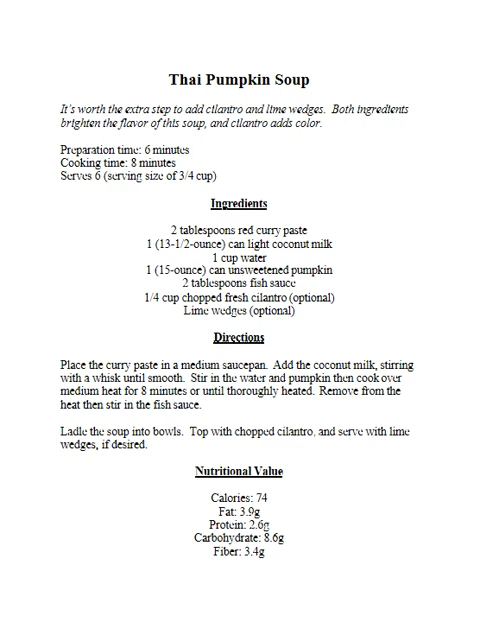 Thai Pumpkin Soup
It's worth the extra step to add cilantro and lime wedges. Both ingredients
brighten the flavor of this soup, and cilantro adds color.
Preparation time: 6 minutes
Cooking time: 8 minutes
Serves 6 (serving size of 3/4 cup)
Ingredients
2 tablespoons red curry paste
1 (13-1/2-ounce) can light coconut milk
1 cup water
1 (15-ounce) can unsweetened pumpkin
2 tablespoons fish sauce
1/4 cup chopped fresh cilantro (optional)
Lime wedges (optional)
Directions
Place the curry paste in a medium saucepan. Add the coconut milk, stirring
with a whisk until smooth. Stir in the water and pumpkin then cook over
medium heat for 8 minutes or until thoroughly heated. Remove from the
heat then stir in the fish sauce.
Ladle the soup into bowls. Top with chopped cilantro, and serve with lime
wedges, if desired.
Nutritional Value
Calories: 74
Fat: 3.9g
Protein: 2.6g
Carbohydrate: 8.6g
Fiber: 3.4g